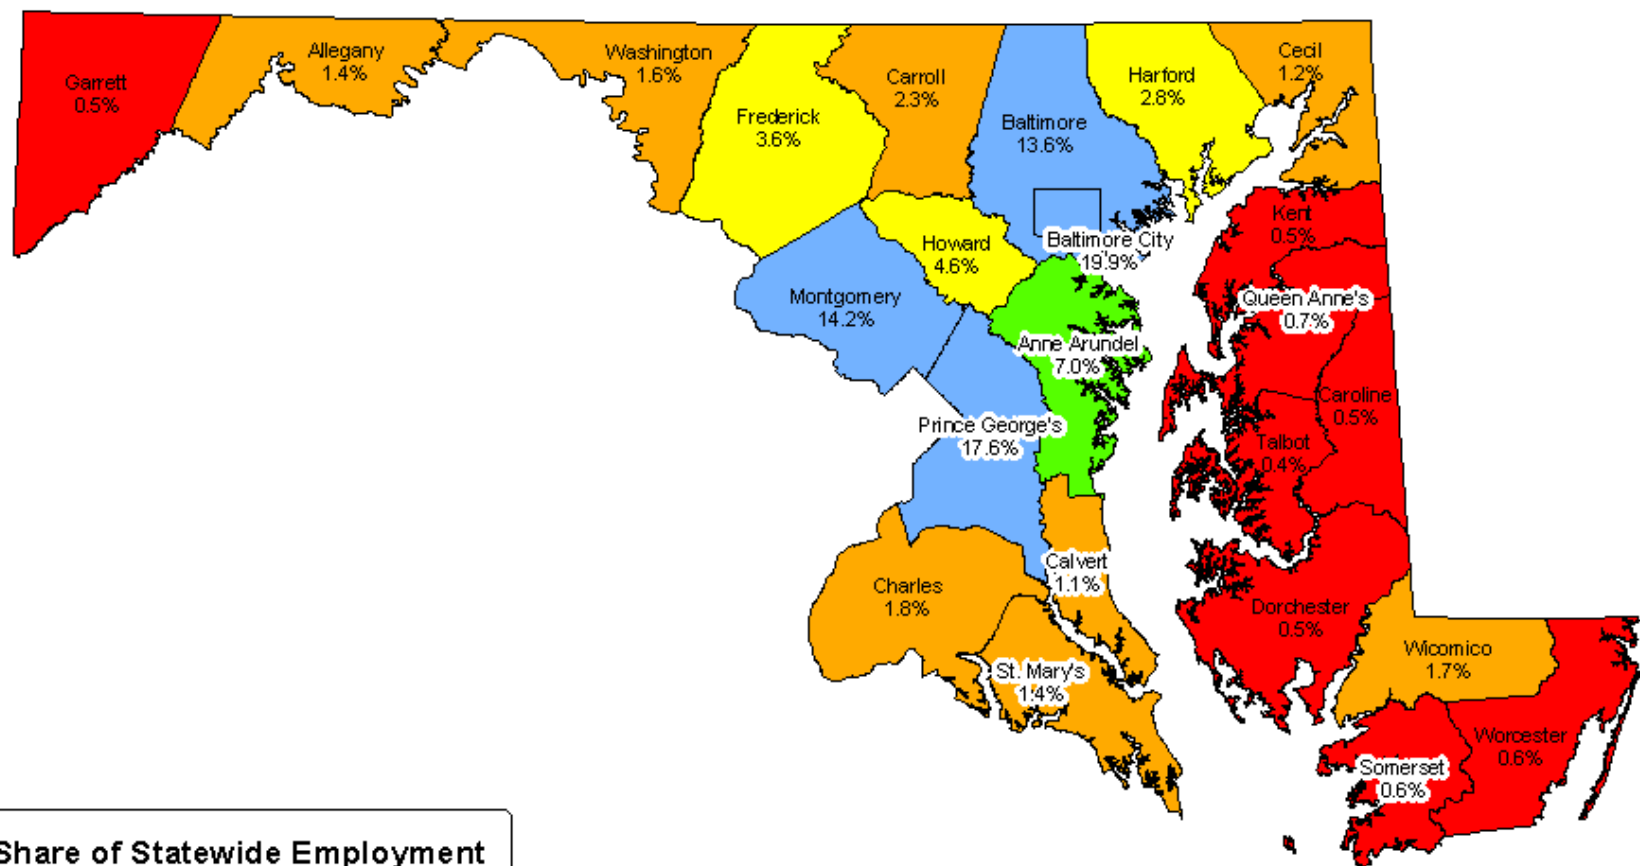 Garrett
0.5%
Allegany
1.4%
Washington
1.6%
Frederick
3.6%
Carroll
2.3%
Baltimore
13.6%
Harford
2.8%
Cecil
1.2%
Howard
4.6%
Baltimore City
19.9%
Kent
0.5%
Montgomery
14.2%
Queen Anne's
0.7%
Anne Arundel
7.0%
Caroline
0.5%
Prince George's
17.6%
Talbot
0.4%
Calvert
1.1%
Charles
1.8%
Dorchester
0.5%
St. Mary's
1.4%
Wicomico
1.7%
Worcester
0.6%
Somerset
0.6%
Share of Statewide Employment